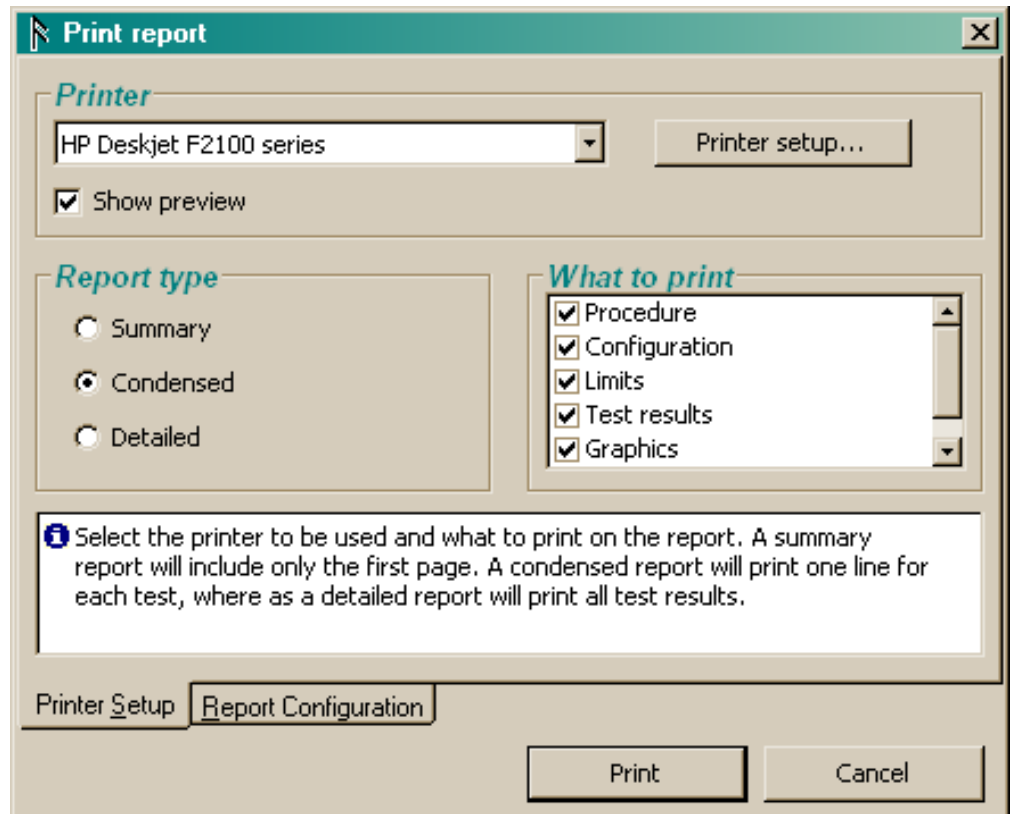 Print report
Printer
HP Deskjet F2100 series
Printer setup...
Show preview
Report type
Summary
Condensed
Detailed
What to print
Procedure
Configuration
Limits
Test results
Graphics
Select the printer to be used and what to print on the report. A summary
report will include only the first page. A condensed report will print one line for
each test, where as a detailed report will print all test results.
Printer Setup
Report Configuration
Print
Cancel